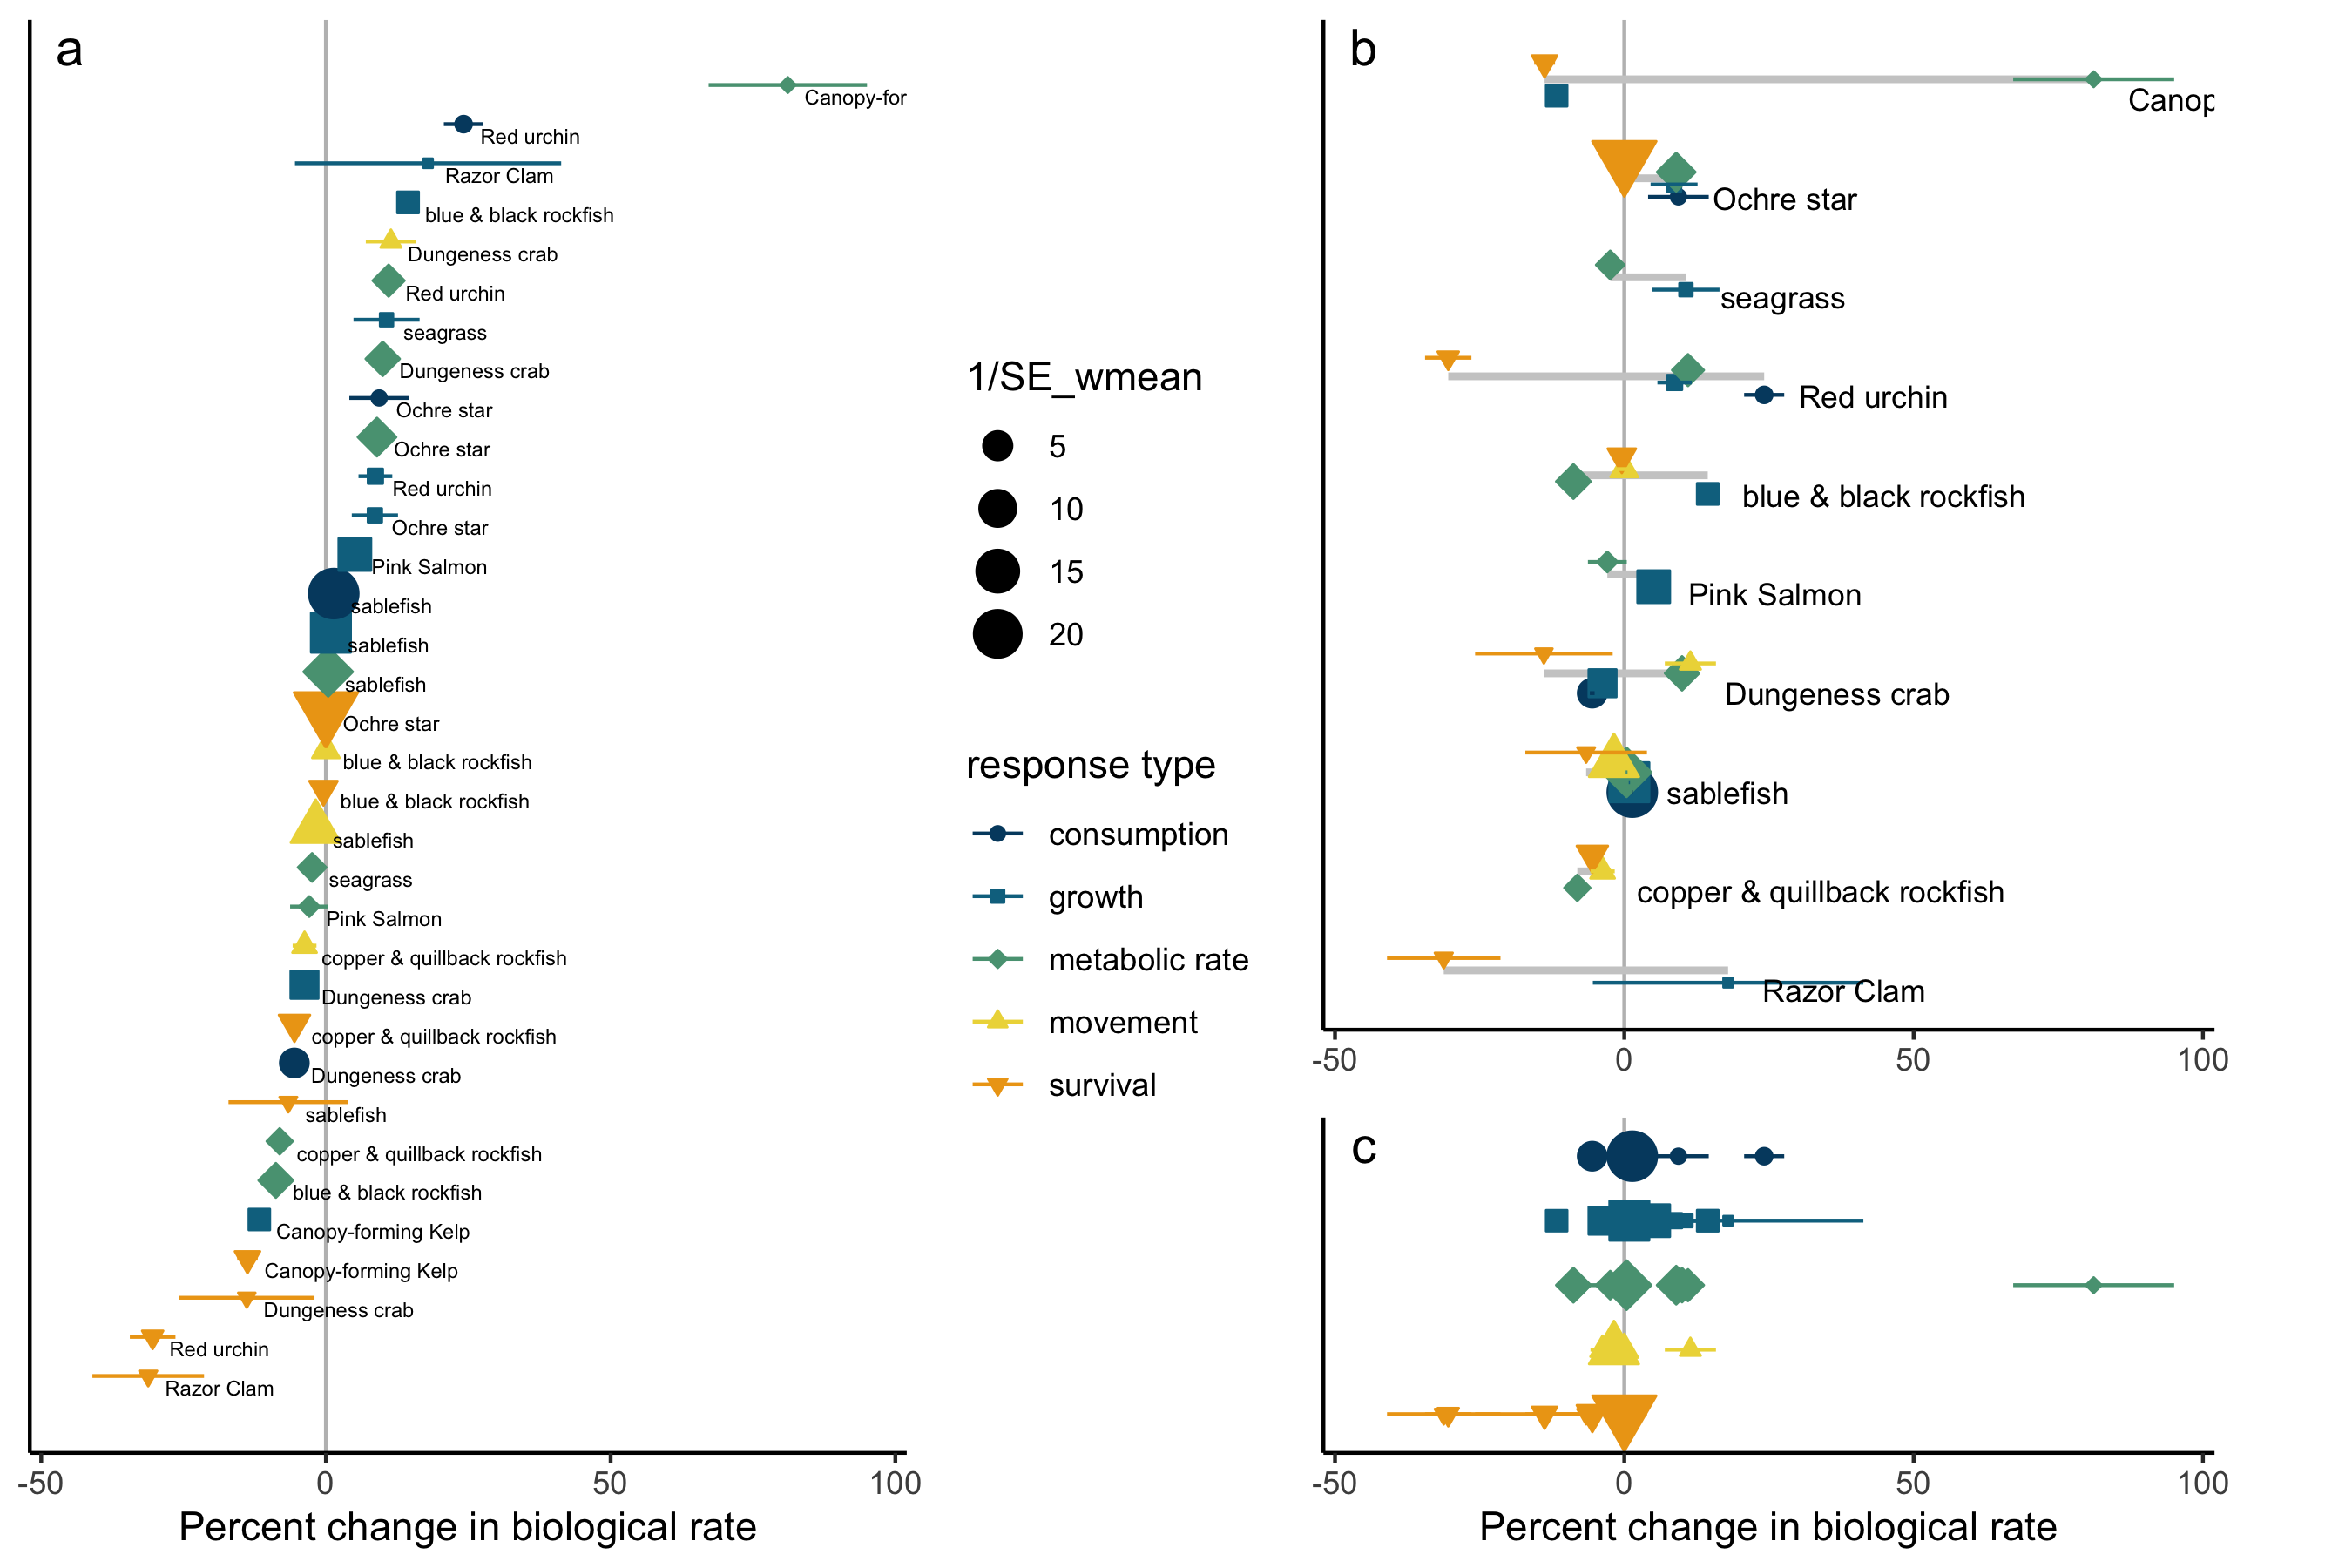 a
Canopy-for
Red urchin
Razor Clam
blue & black rockfish
Dungeness crab
Red urchin
seagrass
Dungeness crab
Ochre star
Ochre star
Red urchin
Ochre star
Pink Salmon
sablefish
sablefish
sablefish
Ochre star
blue & black rockfish
blue & black rockfish
sablefish
seagrass
Pink Salmon
copper & quillback rockfish
Dungeness crab
copper & quillback rockfish
Dungeness crab
sablefish
copper & quillback rockfish
blue & black rockfish
Canopy-forming Kelp
Canopy-forming Kelp
Dungeness crab
Red urchin
Razor Clam
-50 0 50 100
Percent change in biological rate
1/SE_wmean
5
10
15
20
response type
consumption
growth
metabolic rate
movement
survival
b
Canop
Ochre star
seagrass
Red urchin
blue & black rockfish
Pink Salmon
Dungeness crab
sablefish
copper & quillback rockfish
Razor Clam
-50 0 50 100
c
-50 0 50 100
Percent change in biological rate